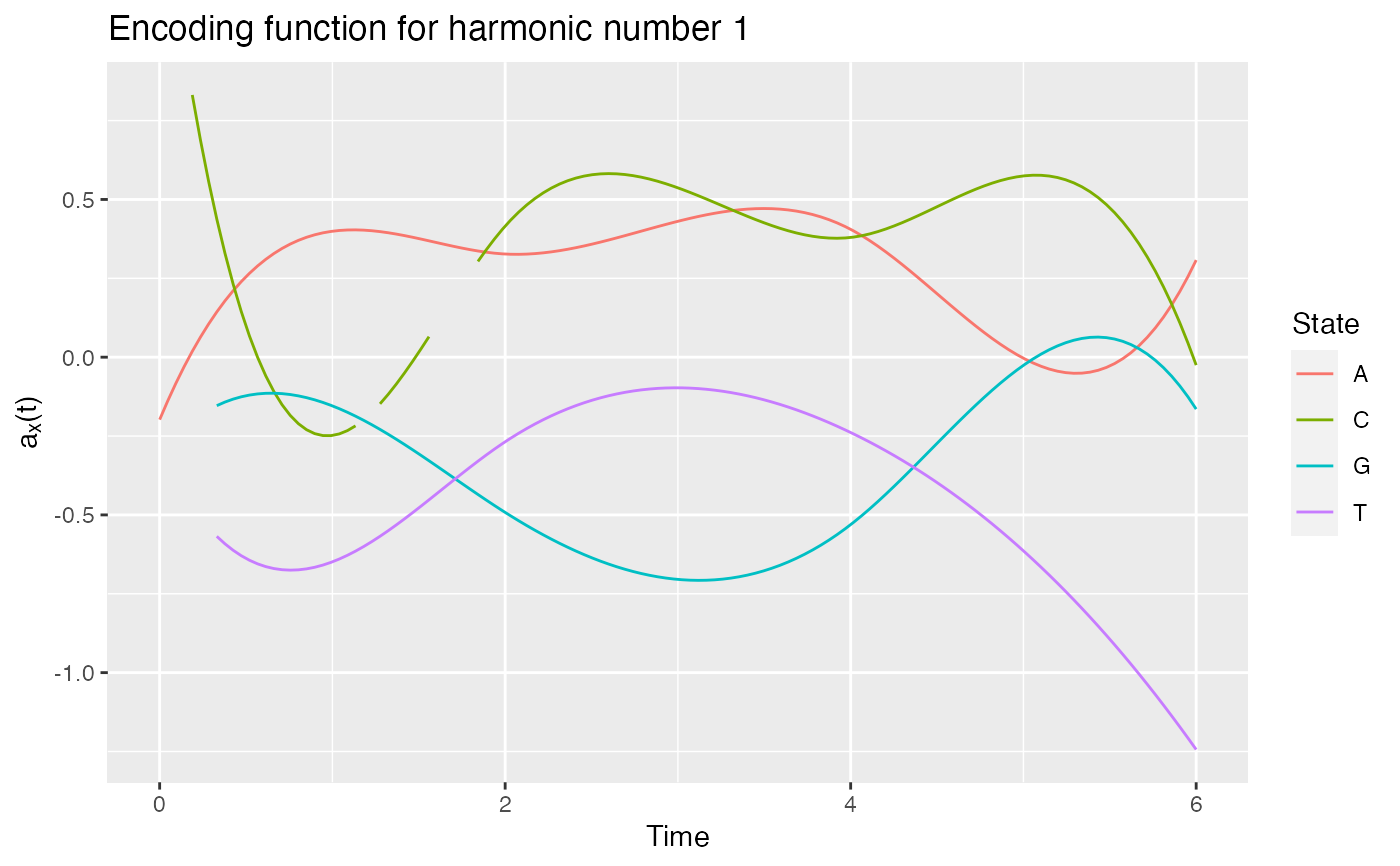 Encoding function for harmonic number 1
0.5
0.0
-0.5
-1.0
aₓ(t)
0
2
4
6
Time
State
A
C
G
T